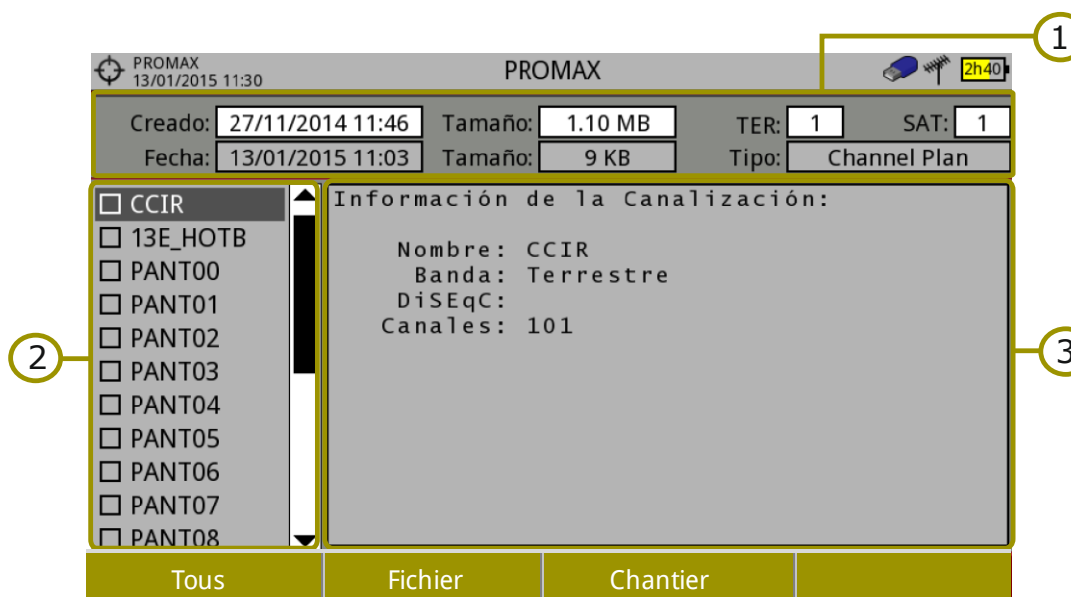 1
PROMAX
13/01/2015 11:30
PROMAX
2h40
Creado: 27/11/2014 11:46 Tamaño: 1.10 MB TER: 1 SAT: 1
Fecha: 13/01/2015 11:03 Tamaño: 9 KB Tipo: Channel Plan
2
CCIR
13E_HOTB
PANT00
PANT01
PANT02
PANT03
PANT04
PANT05
PANT06
PANT07
PANT08
Información de la Canalización:
Nombre: CCIR
Banda: Terrestre
DiSEqC:
Canales: 101
3
Tous Fichier Chantier